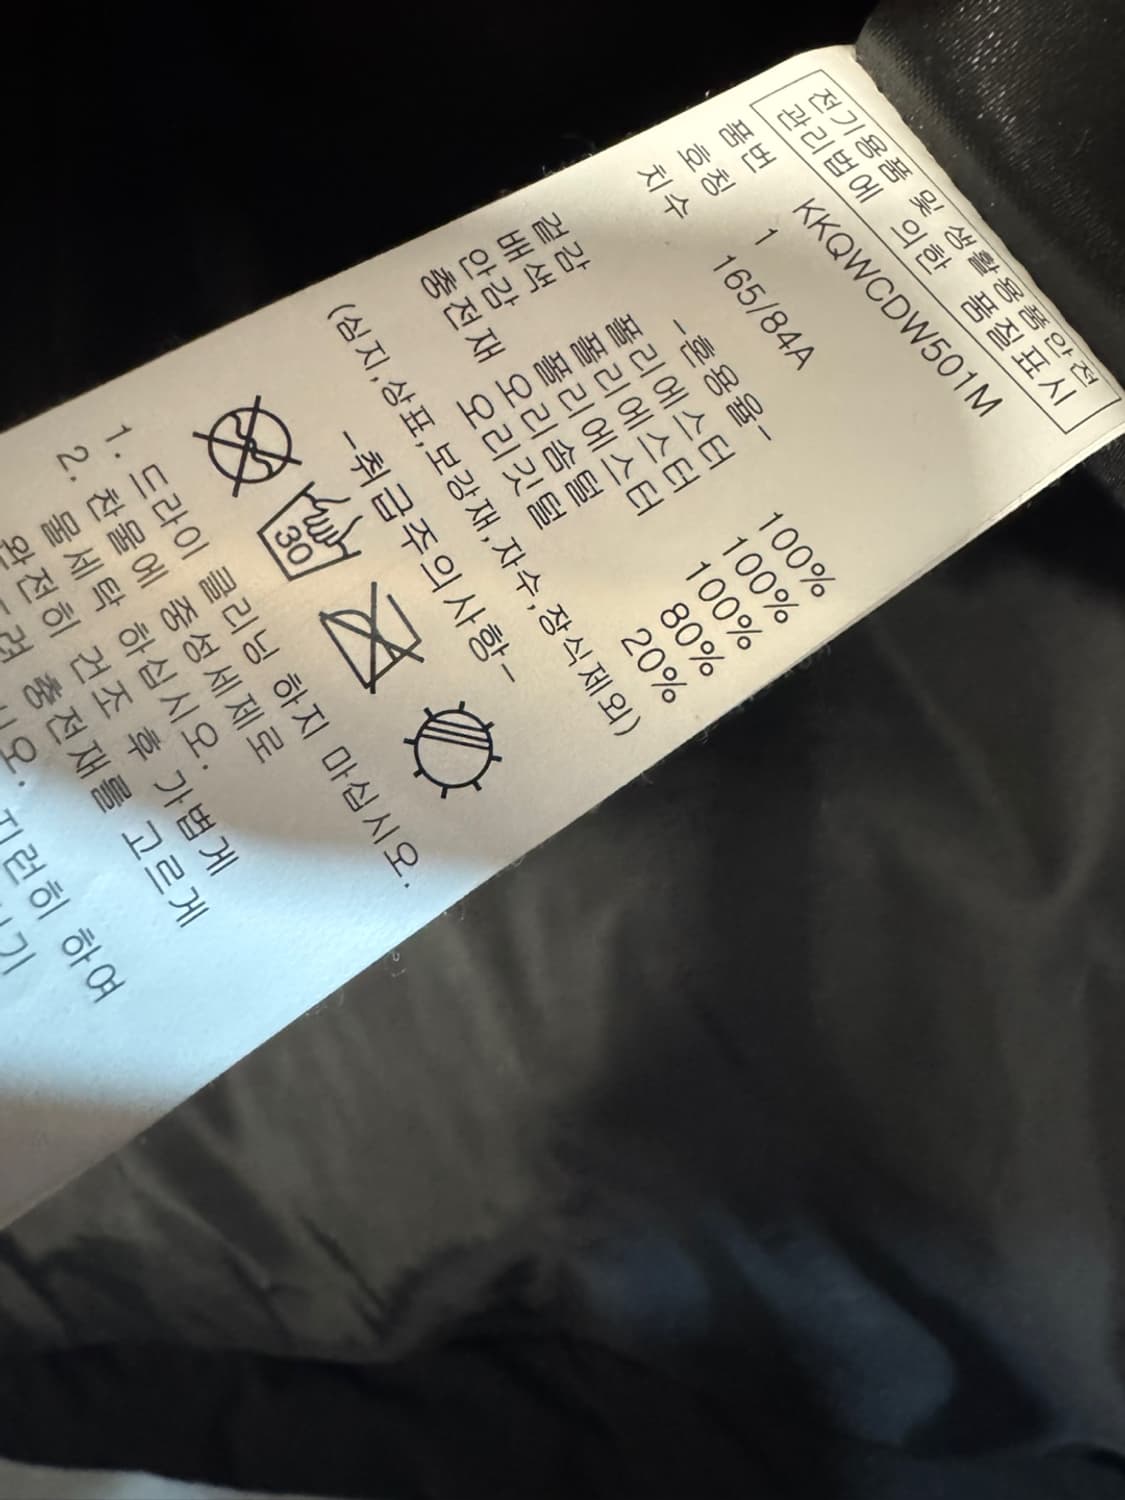 전기용품 및 생활용품안전
관리법에 의한 품질표시
품번 KKQWCDW501M
호칭 1
치수 165/84A
-혼용율-
겉감 폴리에스터 100%
배색 폴리에스터 100%
안감 폴리에스터 100%
충전재 오리솜털 80%
오리깃털 20%
(심지,상표,보강재,자수,장식제외)
-취급주의사항-
30
1. 드라이 클리닝 하지 마십시오.
2. 찬물에 중성세제로
물세탁 하십시오.
완전히 건조 후 가볍게
충전재를 고르게
하여